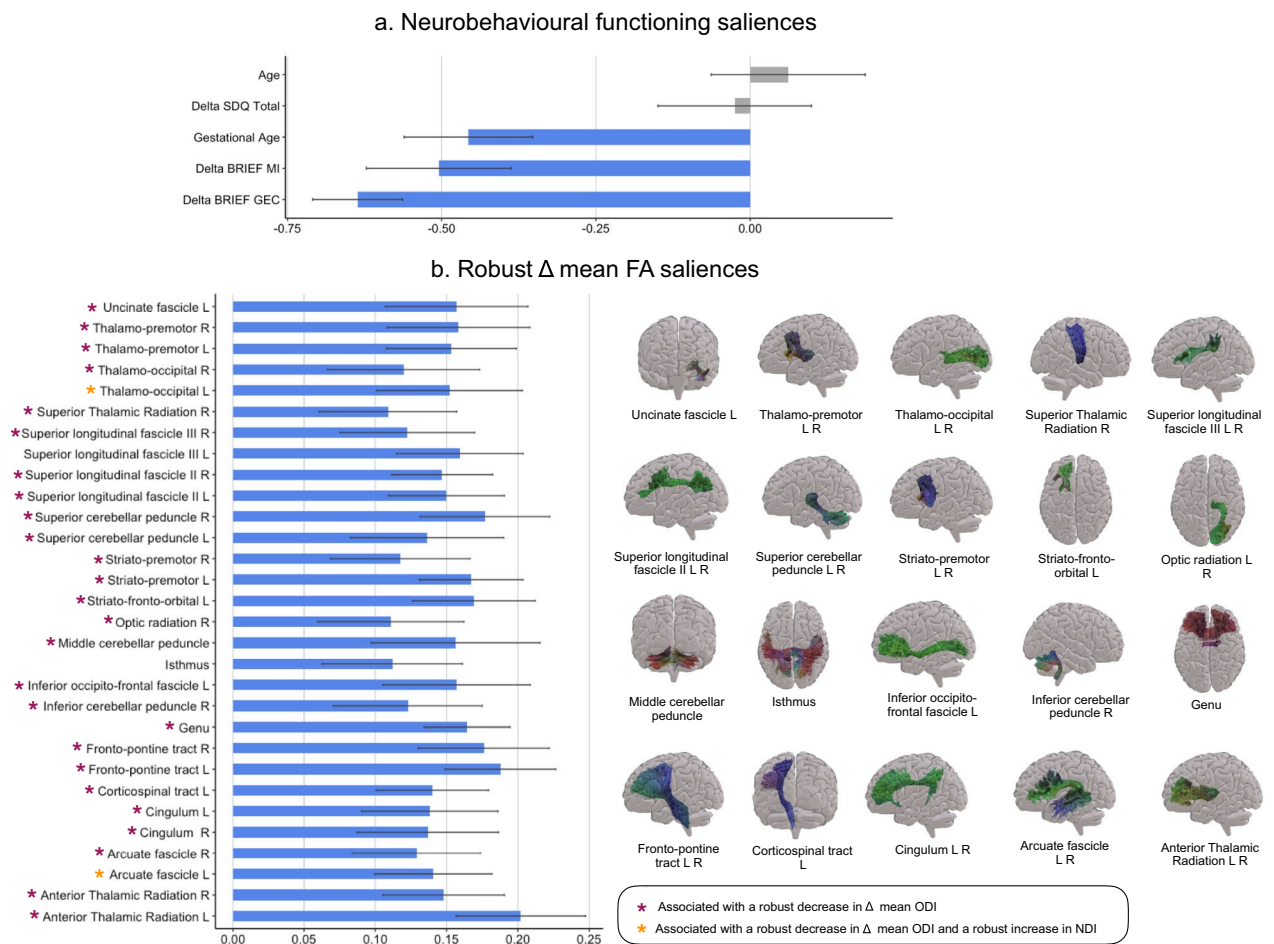 a. Neurobehavioural functioning saliences
Age
Delta SDQ Total
Gestational Age
Delta BRIEF MI
Delta BRIEF GEC
-0.75
-0.50
-0.25
0.00
b. Robust Δ mean FA saliences
* Uncinate fascicle L
* Thalamo-premotor R
* Thalamo-premotor L
* Thalamo-occipital R
* Thalamo-occipital L
* Superior Thalamic Radiation R
* Superior longitudinal fascicle III R
Superior longitudinal fascicle III L
* Superior longitudinal fascicle II R
* Superior longitudinal fascicle II L
* Superior cerebellar peduncle R
* Superior cerebellar peduncle L
* Striato-premotor R
* Striato-premotor L
* Striato-fronto-orbital L
* Optic radiation R
* Middle cerebellar peduncle
Isthmus
* Inferior occipito-frontal fascicle L
* Inferior cerebellar peduncle R
* Genu
* Fronto-pontine tract R
* Fronto-pontine tract L
* Corticospinal tract L
* Cingulum L
* Cingulum R
* Arcuate fascicle R
* Arcuate fascicle L
* Anterior Thalamic Radiation R
* Anterior Thalamic Radiation L
0.00
0.05
0.10
0.15
0.20
0.25
Uncinate fascicle L
Thalamo-premotor
L R
Thalamo-occipital
L R
Superior Thalamic
Radiation R
Superior longitudinal
fascicle III L R
Superior longitudinal
fascicle II L R
Superior cerebellar
peduncle L R
Striato-premotor
L R
Striato-fronto-
orbital L
Optic radiation L
R
Middle cerebellar
peduncle
Isthmus
Inferior occipito-
frontal fascicle L
Inferior cerebellar
peduncle R
Genu
Fronto-pontine
tract L R
Corticospinal tract
L
Cingulum L R
Arcuate fascicle
L R
Anterior Thalamic
Radiation L R
* Associated with a robust decrease in Δ mean ODI
* Associated with a robust decrease in Δ mean ODI and a robust increase in NDI